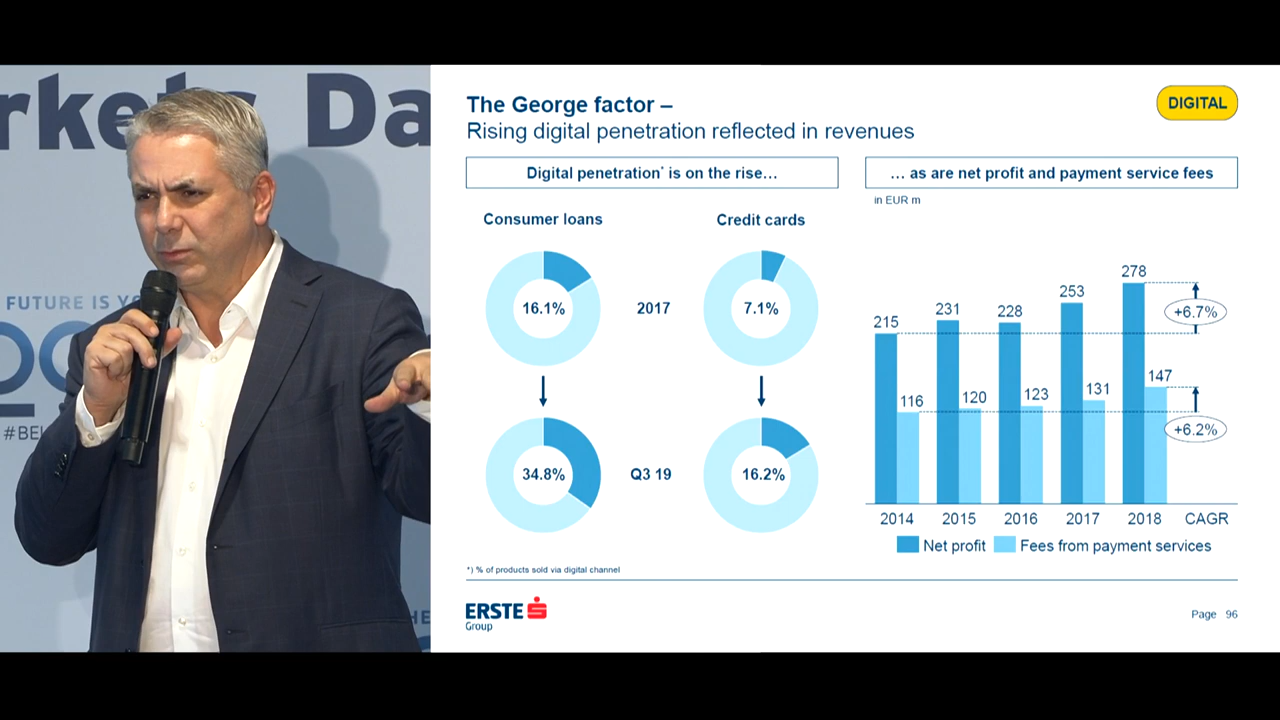 rkets Da
FUTURE IS YO
#BEL
The George factor –
Rising digital penetration reflected in revenues
DIGITAL
Digital penetration* is on the rise…
… as are net profit and payment service fees
in EUR m
Consumer loans
Credit cards
16.1%
2017
7.1%
34.8%
Q3 19
16.2%
278
253
231
228
215
+6.7%
147
131
123
120
116
+6.2%
2014 2015 2016 2017 2018 CAGR
Net profit Fees from payment services
*) % of products sold via digital channel
ERSTE
Group
Page 96